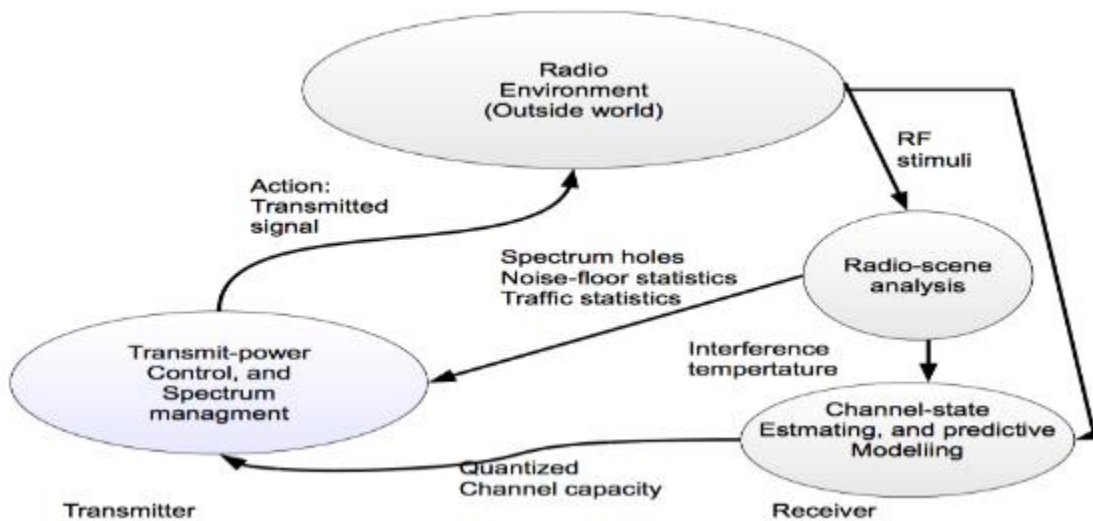 Radio
Environment
(Outside world)
RF
stimuli
Action:
Transmitted
signal
Spectrum holes
Noise-floor statistics
Traffic statistics
Radio-scene
analysis
Transmit-power
Control, and
Spectrum
managment
Interference
tempertature
Channel-state
Estmating, and predictive
Modeliing
Quantized
Channel capacity
Transmitter
Receiver